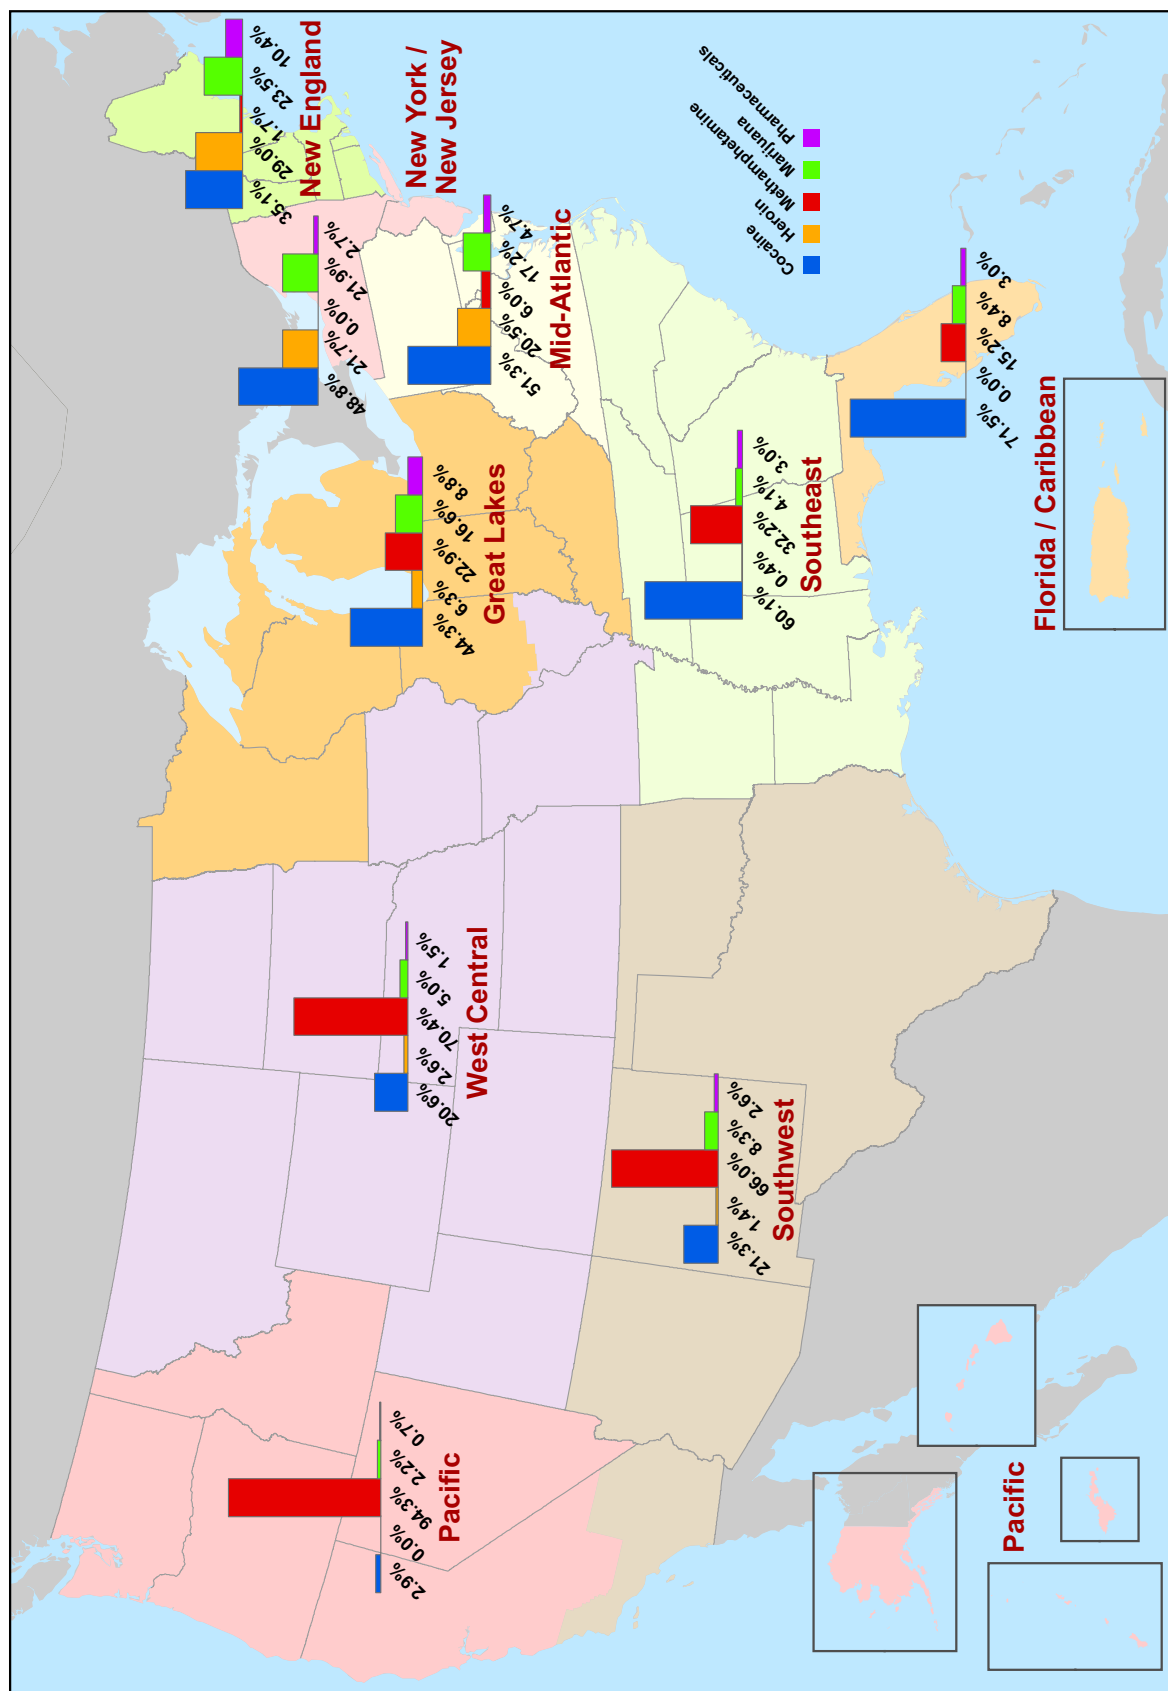 Pacific
2.9%
0.0%
94.3%
2.2%
0.7%
West Central
20.6%
2.6%
70.4%
5.0%
1.5%
Southwest
21.3%
1.4%
66.0%
8.3%
2.6%
Great Lakes
44.3%
6.3%
22.9%
16.6%
8.8%
Southeast
60.1%
0.4%
32.2%
4.1%
3.0%
Florida / Caribbean
71.5%
0.0%
15.2%
8.4%
3.0%
Mid-Atlantic
51.3%
20.5%
6.0%
17.2%
4.7%
New York /
New Jersey
48.8%
21.7%
0.0%
21.9%
2.7%
New England
35.1%
29.0%
1.7%
23.5%
10.4%
Cocaine
Heroin
Methamphetamine
Marijuana
Pharmaceuticals
Pacific